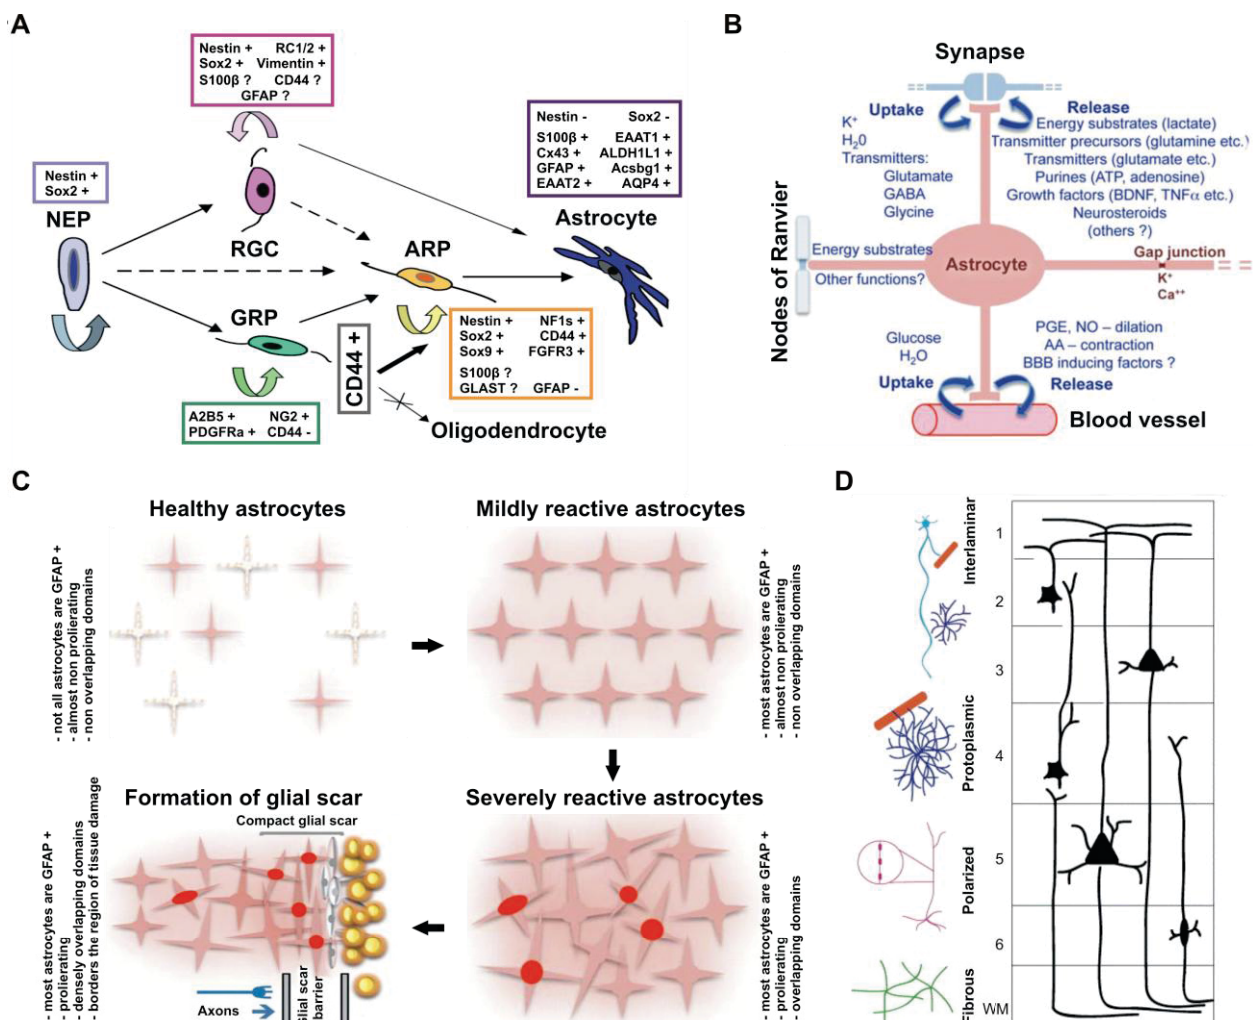 A
Nestin + RC1/2 +
Sox2 + Vimentin +
S100β ? CD44 ?
GFAP ?
Nestin - Sox2 -
S100β + EAAT1 +
Cx43 + ALDH1L1 +
GFAP + Acsbg1 +
EAAT2 + AQP4 +
Nestin +
Sox2 +
NEP
RGC
ARP
Astrocyte
GRP
CD44 +
Nestin + NF1s +
Sox2 + CD44 +
Sox9 + FGFR3 +
S100β ?
GLAST ? GFAP -
A2B5 + NG2 +
PDGFRa + CD44 -
Oligodendrocyte
B
Synapse
Uptake
K+
H20
Transmitters:
Glutamate
GABA
Glycine
Release
Energy substrates (lactate)
Transmitter precursors (glutamine etc.)
Transmitters (glutamate etc.)
Purines (ATP, adenosine)
Growth factors (BDNF, TNFα etc.)
Neurosteroids
(others ?)
Nodes of Ranvier
Energy substrates
Other functions?
Astrocyte
Gap junction
K+
Ca++
Glucose
H2O
Uptake
PGE, NO – dilation
AA – contraction
BBB inducing factors ?
Release
Blood vessel
C
Healthy astrocytes
- not all astrocytes are GFAP +
- almost non prolierating
- non overlapping domains
Mildly reactive astrocytes
- most astrocytes are GFAP +
- almost non prolierating
- non overlapping domains
Formation of glial scar
Compact glial scar
- most astrocytes are GFAP +
- prolierating
- densely overlapping domains
- borders the region of tissue damage
Axons
Glial scar
barrier
Severely reactive astrocytes
- most astrocytes are GFAP +
- prolierating
- overlapping domains
D
Interlaminar
Protoplasmic
Polarized
Fibrous
1
2
3
4
5
6
WM